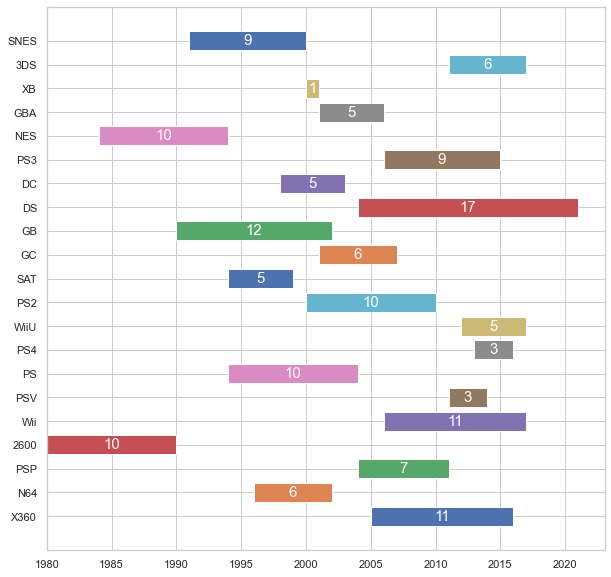 SNES 9
3DS 6
XB 1
GBA 5
NES 10
PS3 9
DC 5
DS 17
GB 12
GC 6
SAT 5
PS2 10
WiiU 5
PS4 3
PS 10
PSV 3
Wii 11
2600 10
PSP 7
N64 6
X360 11
1980 1985 1990 1995 2000 2005 2010 2015 2020